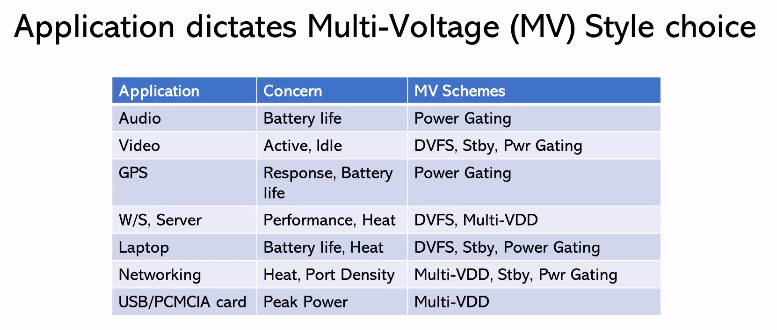 Application dictates Multi-Voltage (MV) Style choice
Application Concern MV Schemes
Audio Battery life Power Gating
Video Active, Idle DVFS, Stby, Pwr Gating
GPS Response, Battery life Power Gating
W/S, Server Performance, Heat DVFS, Multi-VDD
Laptop Battery life, Heat DVFS, Stby, Power Gating
Networking Heat, Port Density Multi-VDD, Stby, Pwr Gating
USB/PCMCIA card Peak Power Multi-VDD